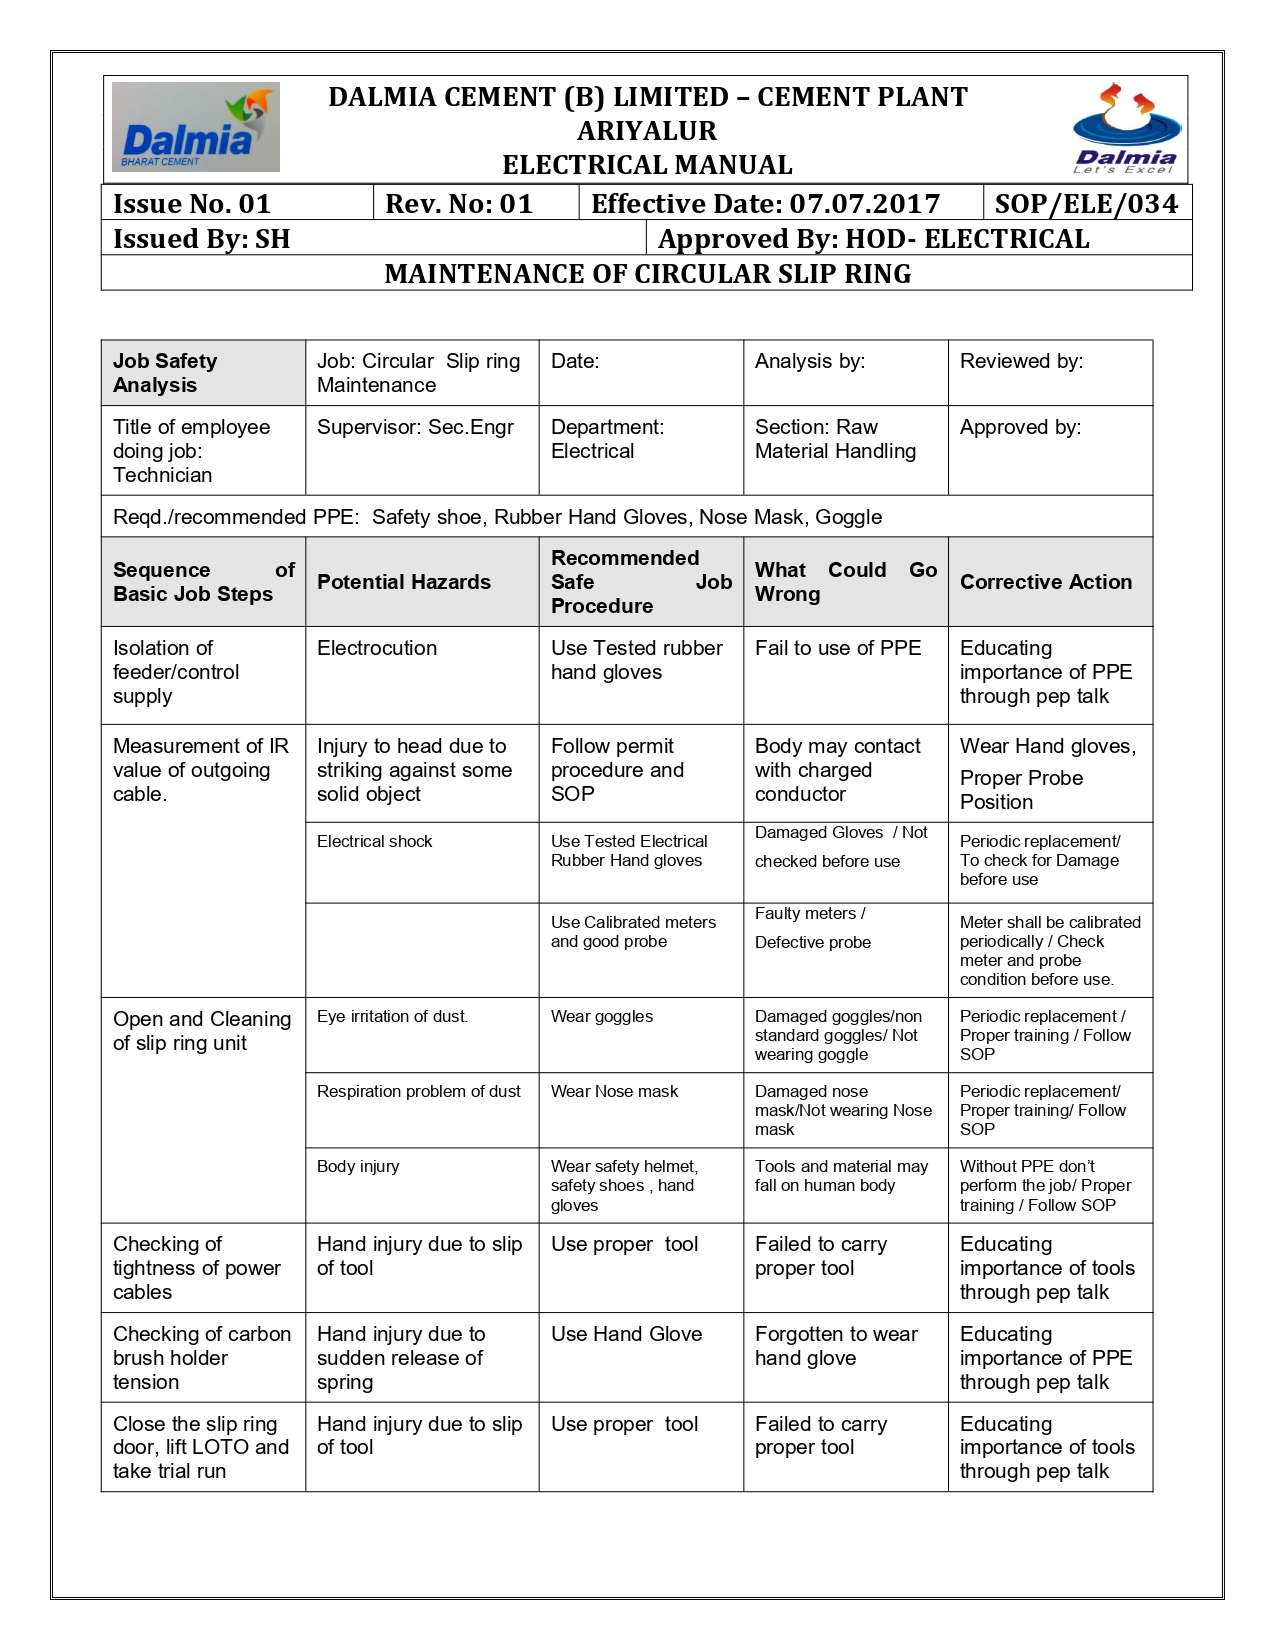 Dalmia
BHARAT CEMENT
DALMIA CEMENT (B) LIMITED – CEMENT PLANT
ARIYALUR
ELECTRICAL MANUAL
Dalmia
Let's Excel
Issue No. 01 Rev. No: 01 Effective Date: 07.07.2017 SOP/ELE/034
Issued By: SH Approved By: HOD- ELECTRICAL
MAINTENANCE OF CIRCULAR SLIP RING
Job Safety
Analysis
Job: Circular Slip ring
Maintenance
Date:
Analysis by:
Reviewed by:
Title of employee
doing job:
Technician
Supervisor: Sec.Engr
Department:
Electrical
Section: Raw
Material Handling
Approved by:
Reqd./recommended PPE: Safety shoe, Rubber Hand Gloves, Nose Mask, Goggle
Sequence of
Basic Job Steps
Potential Hazards
Recommended
Safe Job
Procedure
What Could Go
Wrong
Corrective Action
Isolation of
feeder/control
supply
Electrocution
Use Tested rubber
hand gloves
Fail to use of PPE
Educating
importance of PPE
through pep talk
Measurement of IR
value of outgoing
cable.
Injury to head due to
striking against some
solid object
Follow permit
procedure and
SOP
Body may contact
with charged
conductor
Wear Hand gloves,
Proper Probe
Position
Electrical shock
Use Tested Electrical
Rubber Hand gloves
Damaged Gloves / Not
checked before use
Periodic replacement/
To check for Damage
before use
Use Calibrated meters
and good probe
Faulty meters /
Defective probe
Meter shall be calibrated
periodically / Check
meter and probe
condition before use.
Open and Cleaning
of slip ring unit
Eye irritation of dust.
Wear goggles
Damaged goggles/non
standard goggles/ Not
wearing goggle
Periodic replacement /
Proper training / Follow
SOP
Respiration problem of dust
Wear Nose mask
Damaged nose
mask/Not wearing Nose
mask
Periodic replacement/
Proper training/ Follow
SOP
Body injury
Wear safety helmet,
safety shoes , hand
gloves
Tools and material may
fall on human body
Without PPE don’t
perform the job/ Proper
training / Follow SOP
Checking of
tightness of power
cables
Hand injury due to slip
of tool
Use proper tool
Failed to carry
proper tool
Educating
importance of tools
through pep talk
Checking of carbon
brush holder
tension
Hand injury due to
sudden release of
spring
Use Hand Glove
Forgotten to wear
hand glove
Educating
importance of PPE
through pep talk
Close the slip ring
door, lift LOTO and
take trial run
Hand injury due to slip
of tool
Use proper tool
Failed to carry
proper tool
Educating
importance of tools
through pep talk